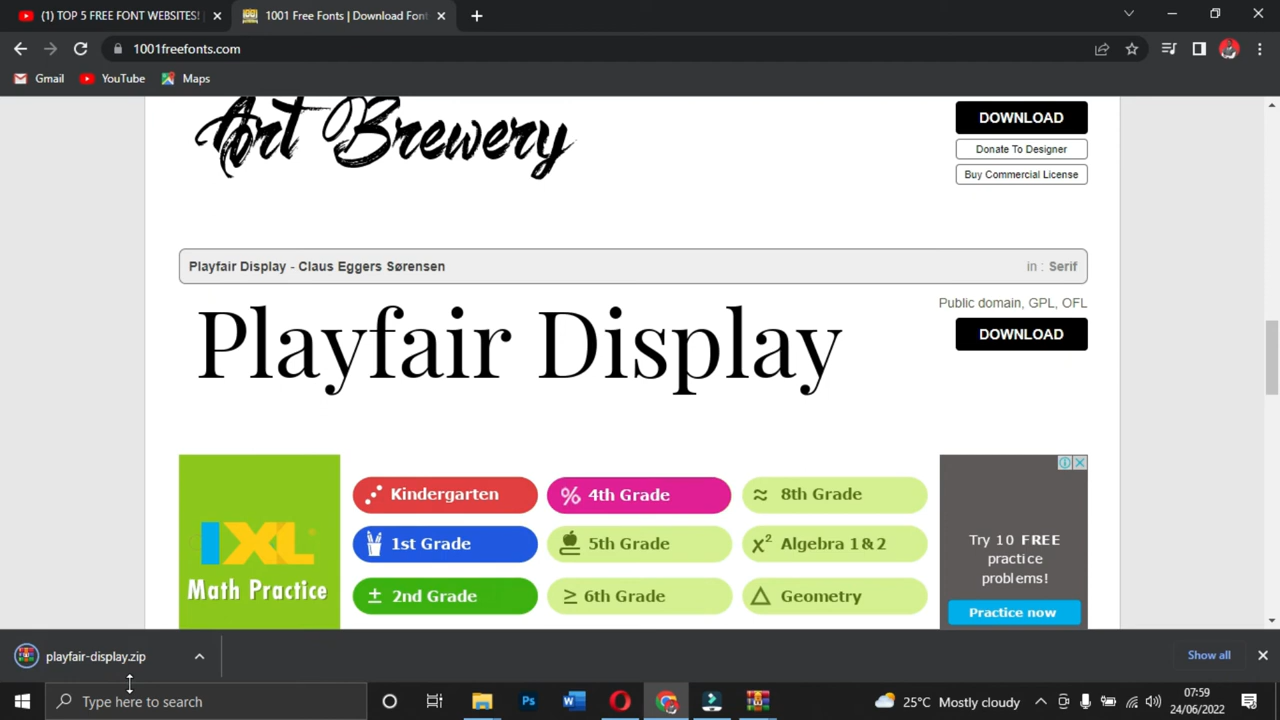 (1) TOP 5 FREE FONT WEBSITES!
1001 Free Fonts | Download Fon
1001freefonts.com
Gmail
YouTube
Maps
Art Brewery
DOWNLOAD
Donate To Designer
Buy Commercial License
Playfair Display - Claus Eggers Sørensen
in : Serif
Playfair Display
Public domain, GPL, OFL
DOWNLOAD
IXL
Math Practice
Kindergarten
4th Grade
8th Grade
1st Grade
5th Grade
Algebra 1 & 2
2nd Grade
6th Grade
Geometry
Try 10 FREE
practice
problems!
Practice now
playfair-display.zip
Show all
Type here to search
Ps
25°C Mostly cloudy
07:59
24/06/2022